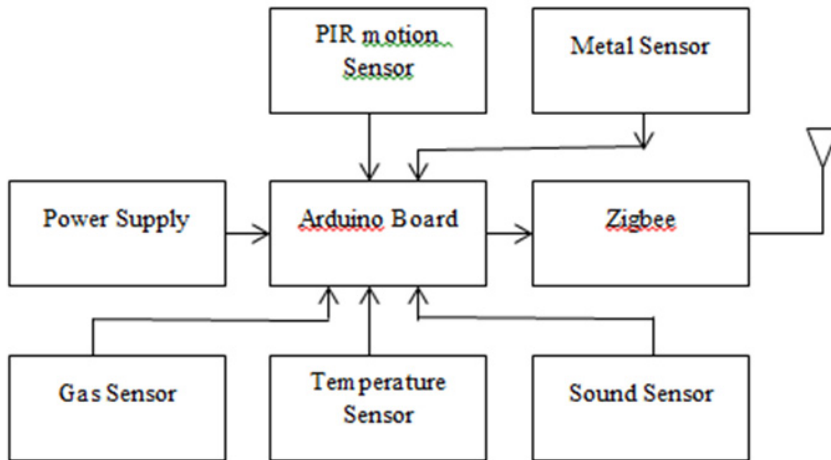 PIR motion
Sensor
Metal Sensor
Power Supply
Arduino Board
Zigbee
Gas Sensor
Temperature
Sensor
Sound Sensor